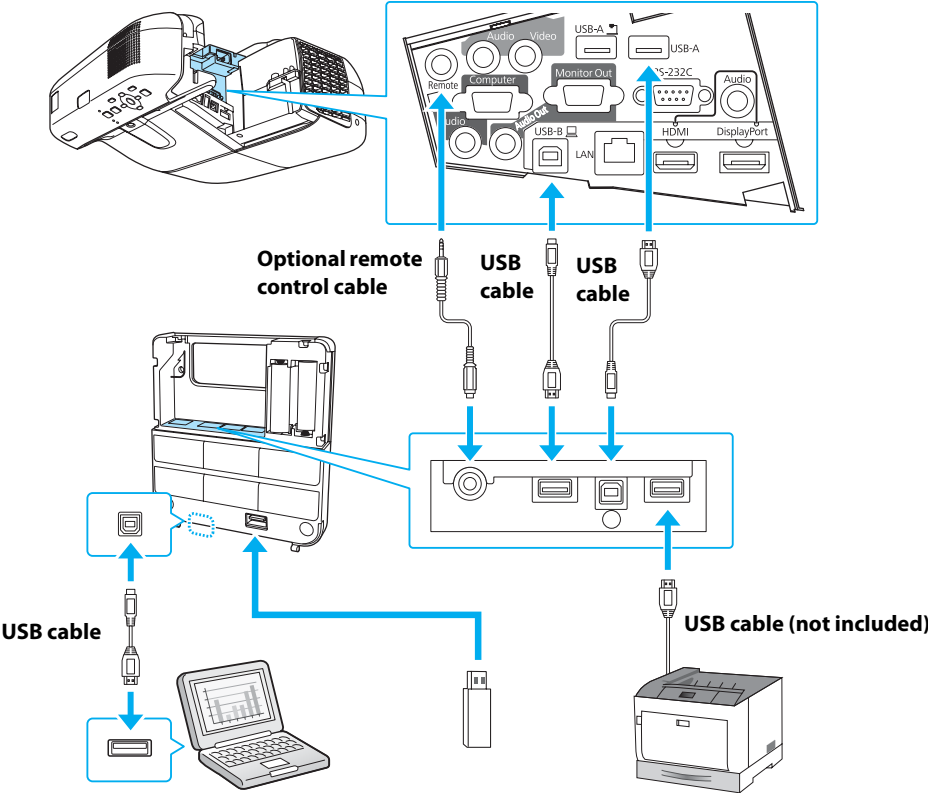 Audio
Video
USB-A
USB-A
Remote
Computer
Monitor Out
RS-232C
Audio
Audio
Audio Out
USB-B
LAN
HDMI
DisplayPort
Optional remote
control cable
USB
cable
USB
cable
USB cable
USB cable (not included)